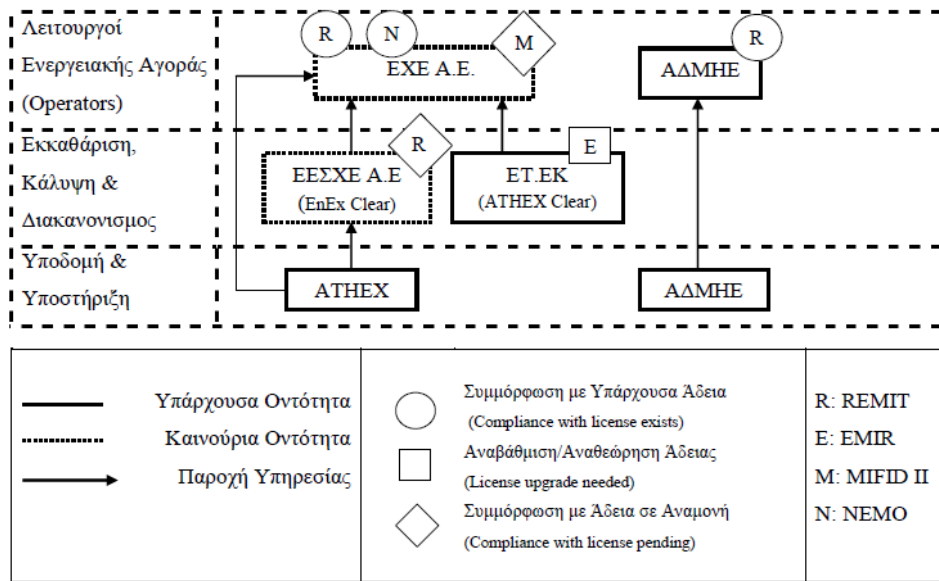 Λειτουργοί
Ενεργειακής Αγοράς
(Operators)
R
N
M
ΕΧΕ Α.Ε.
R
ΑΔΜΗΕ
Εκκαθάριση,
Κάλυψη &
Διακανονισμος
R
ΕΕΣΧΕ Α.Ε
(EnEx Clear)
E
ΕΤ.ΕΚ
(ATHEX Clear)
Υποδομή &
Υποστήριξη
ATHEX
ΑΔΜΗΕ
Υπάρχουσα Οντότητα
Καινούρια Οντότητα
Παροχή Υπηρεσίας
Συμμόρφωση με Υπάρχουσα Άδεια
(Compliance with license exists)
Αναβάθμιση/Αναθεώρηση Άδειας
(License upgrade needed)
Συμμόρφωση με Άδεια σε Αναμονή
(Compliance with license pending)
R: REMIT
E: EMIR
M: MIFID II
N: NEMO